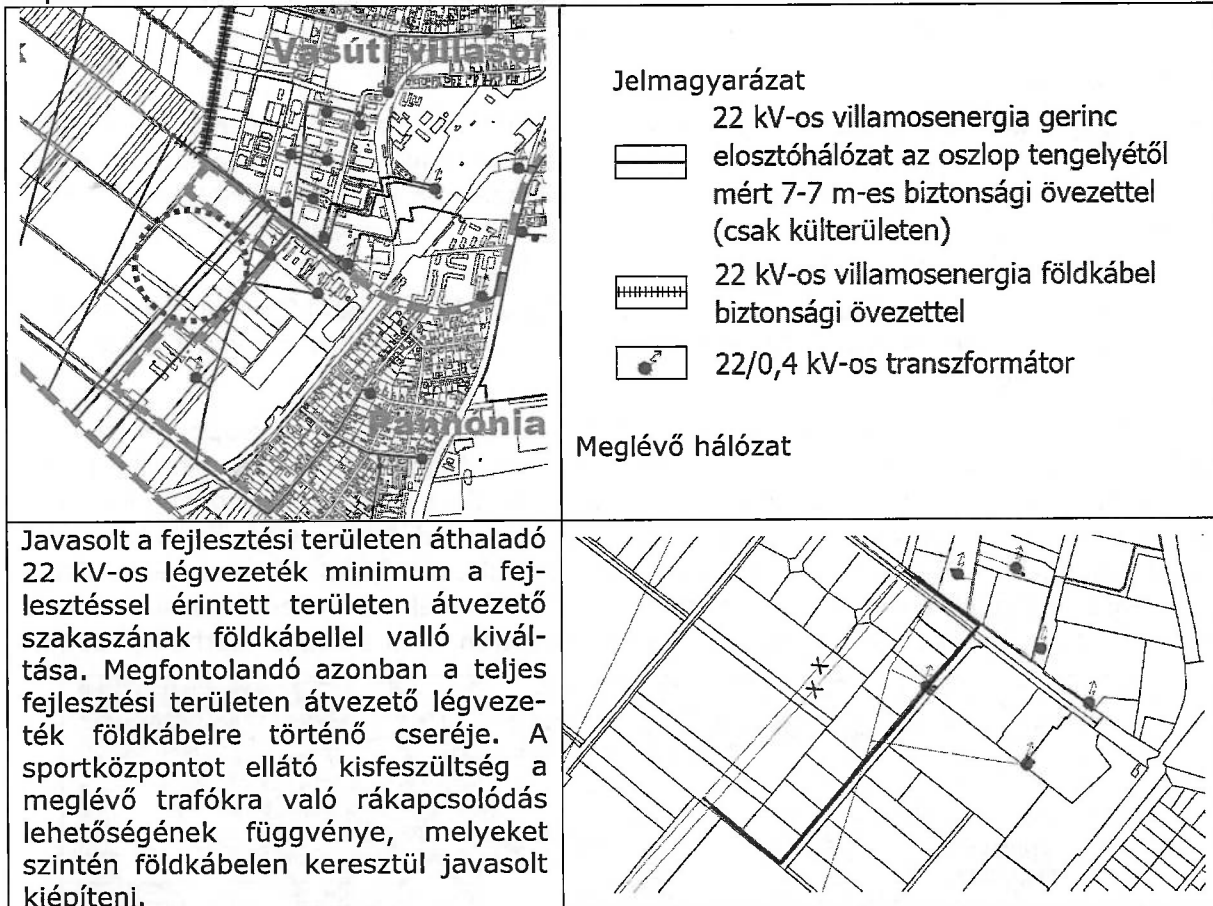 Vasúti villasor
Pannónia
Jelmagyarázat
22 kV-os villamosenergia gerinc
elosztóhálózat az oszlop tengelyétől
mért 7-7 m-es biztonsági övezettel
(csak külterületen)
22 kV-os villamosenergia földkábel
biztonsági övezettel
22/0,4 kV-os transzformátor
Meglévő hálózat
Javasolt a fejlesztési területen áthaladó
22 kV-os légvezeték minimum a fej-
lesztéssel érintett területen átvezető
szakaszának földkábellel valló kivál-
tása. Megfontolandó azonban a teljes
fejlesztési területen átvezető légveze-
ték földkábelre történő cseréje. A
sportközpontot ellátó kisfeszültség a
meglévő trafókra való rákapcsolódás
lehetőségének függvénye, melyeket
szintén földkábelen keresztül javasolt
kiépíteni.